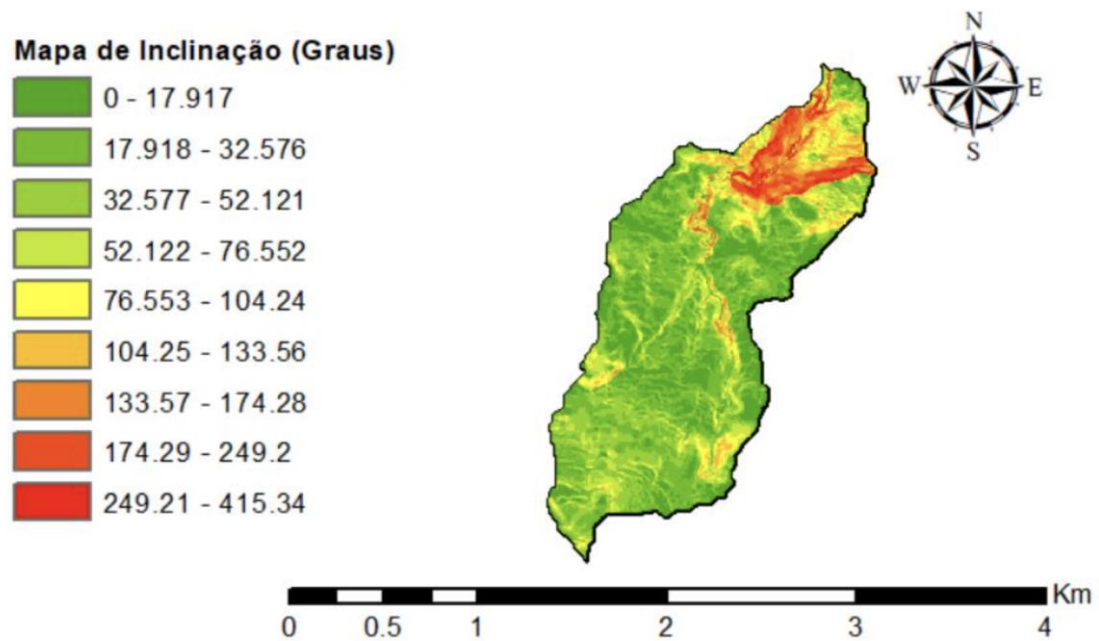 Mapa de Inclinação (Graus)
0 - 17.917
17.918 - 32.576
32.577 - 52.121
52.122 - 76.552
76.553 - 104.24
104.25 - 133.56
133.57 - 174.28
174.29 - 249.2
249.21 - 415.34
N
W E
S
Km
0 0.5 1 2 3 4